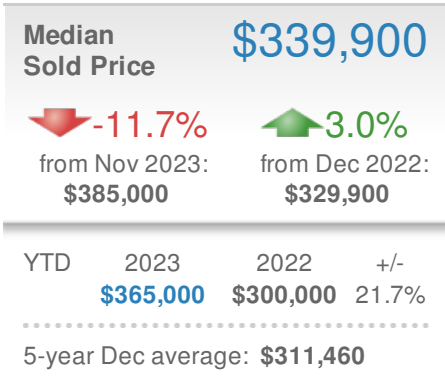 Median
Sold Price
$339,900
-11.7%
from Nov 2023:
$385,000
3.0%
from Dec 2022:
$329,900
YTD 2023 2022 +/-
$365,000 $300,000 21.7%
5-year Dec average: $311,460